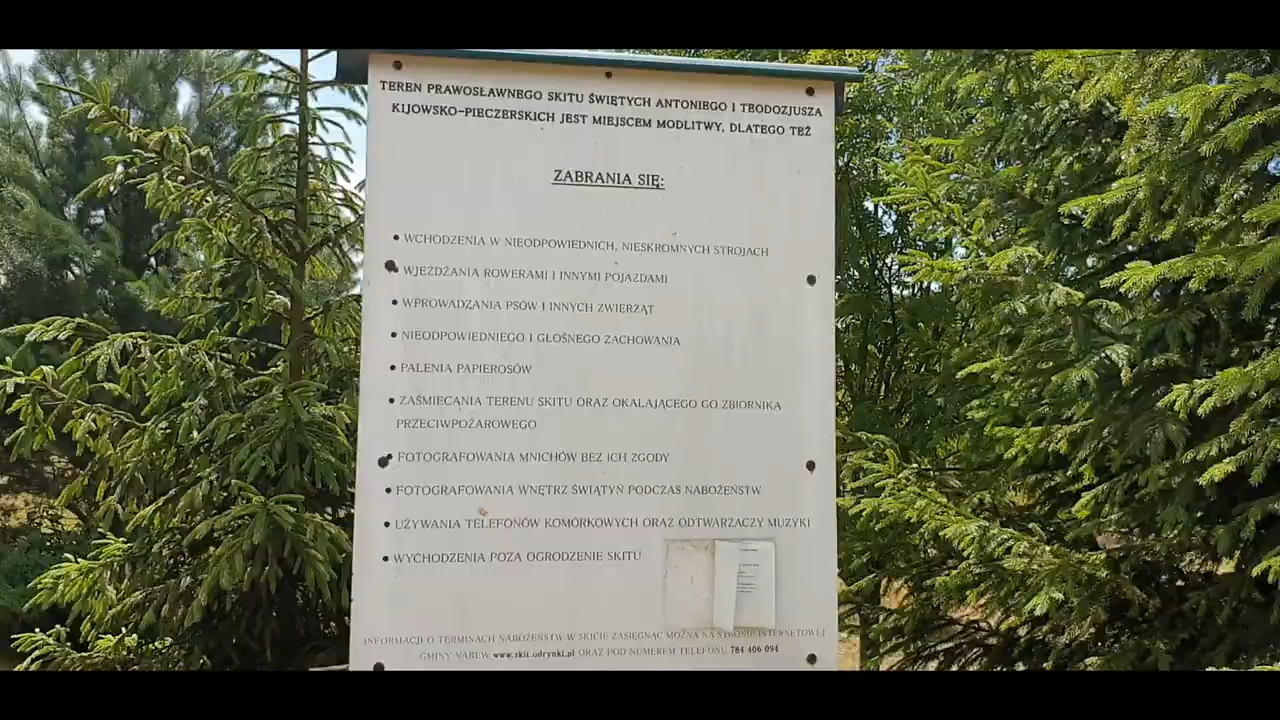 TEREN PRAWOSŁAWNEGO SKITU ŚWIĘTYCH ANTONIEGO I TEODOZJUSZA
KIJOWSKO-PIECZERSKICH JEST MIEJSCEM MODLITWY, DLATEGO TEŻ
ZABRANIA SIĘ:
• WCHODZENIA W NIEODPOWIEDNICH, NIESKROMNYCH STROJACH
• WJEŻDŻANIA ROWERAMI I INNYMI POJAZDAMI
• WPROWADZANIA PSÓW I INNYCH ZWIERZĄT
• NIEODPOWIEDNIEGO I GŁOŚNEGO ZACHOWANIA
• PALENIA PAPIEROSÓW
• ZAŚMIECANIA TERENU SKITU ORAZ OKALAJĄCEGO GO ZBIORNIKA
PRZECIWPOŻAROWEGO
• FOTOGRAFOWANIA MNICHÓW BEZ ICH ZGODY
• FOTOGRAFOWANIA WNĘTRZ ŚWIĄTYŃ PODCZAS NABOŻEŃSTW
• UŻYWANIA TELEFONÓW KOMÓRKOWYCH ORAZ ODTWARZACZY MUZYKI
• WYCHODZENIA POZA OGRODZENIE SKITU
INFORMACJI O TERMINACH NABOŻEŃSTW W SKICIE ZASIĘGNĄĆ MOŻNA NA STRONIE INTERNETOWEJ
GMINY NAREW www.skit.odrynki.pl ORAZ POD NUMEREM TELEFONU 784 406 094